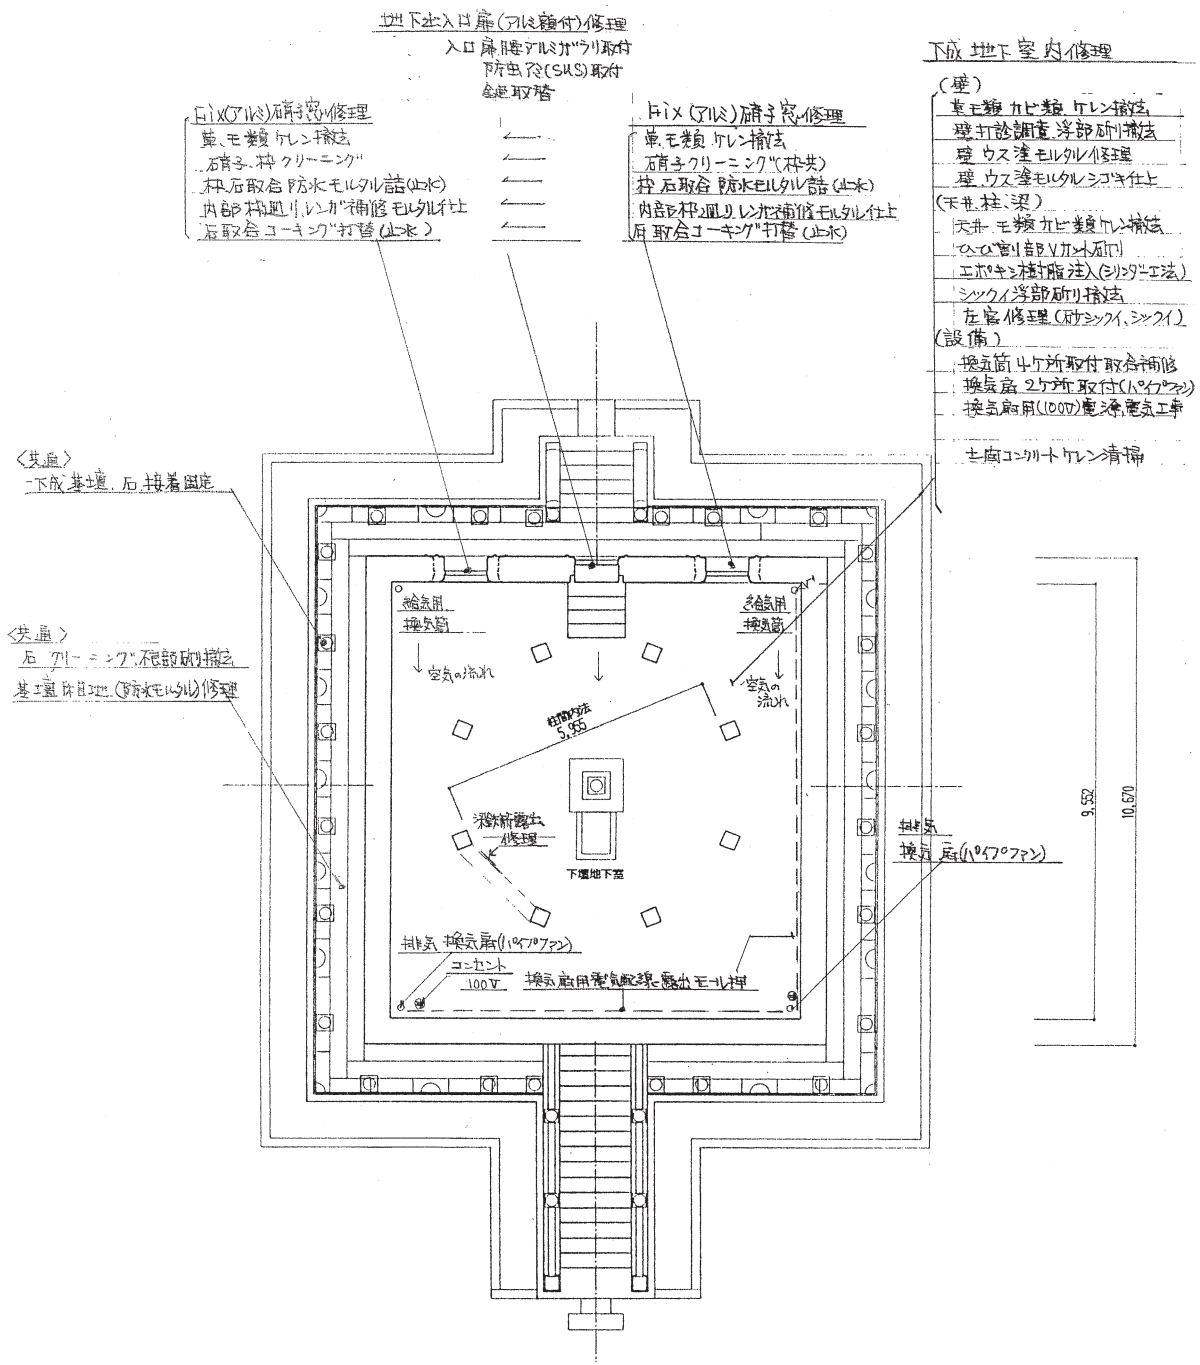 地下出入口扉(アルミ額付)修理
入口扉腰アルミガラリ取付
防虫アミ(SUS)取付
鍵取替
Fix(アルミ)硝子窓修理
草、モ類ケレン撤去
硝子、枠クリーニング
枠石取合防水モルタル詰(止水)
内部枠廻り、レンガ補修モルタル仕上
石取合コーキング打替(止水)
Fix(アルミ)硝子窓修理
草、モ類ケレン撤去
硝子クリーニング(枠共)
枠石取合防水モルタル詰(止水)
内部枠廻り、レンガ補修モルタル仕上
石取合コーキング打替(止水)
下成地下室内修理
(壁)
草モ類カビ類ケレン撤去
壁打診調査、浮部斫り撤去
壁ウス塗モルタル修理
壁ウス塗モルタルシゴキ仕上
(天井、柱、梁)
天井モ類カビ類ケレン撤去
ひび割部Vカット斫り
エポキシ樹脂注入(シリンダー工法)
シックイ浮部斫り撤去
左官修理(砂シックイ、シックイ)
(設備)
換気筒4ケ所取付取合補修
換気扇2ケ所取付(パイプファン)
換気扇用(100V)電源、電気工事
土間コンクリートケレン清掃
<共通>
下成基壇、石、接着固定
<共通>
石クリーニング、根部斫り撤去
基壇床目地(防水モルタル)修理
給気用
換気筒
空気の流れ
給気用
換気筒
空気の
流れ
柱間内法
5,955
梁鉄筋露出
修理
下壇地下室
9,552
10,670
排気
換気扇(パイプファン)
排気換気扇(パイプファン)
コンセント
100V
換気扇用電気配線露出モール押